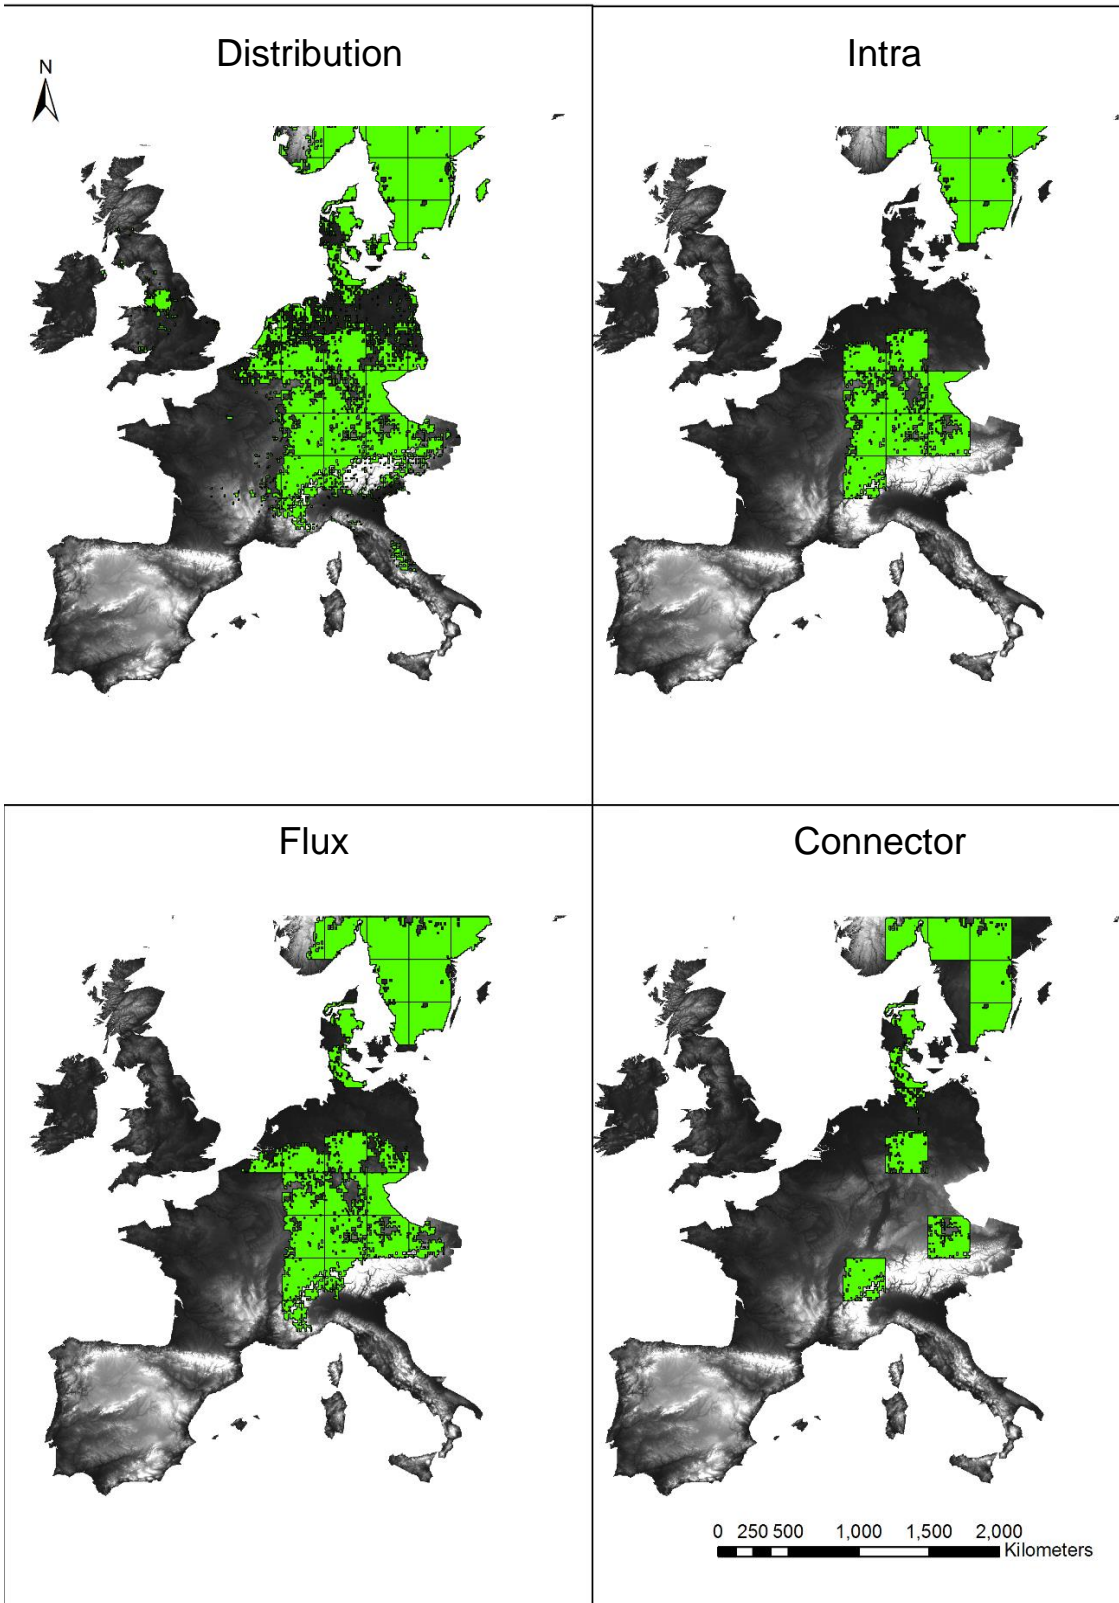 Distribution
Intra
N
Flux
Connector
0 250 500 1,000 1,500 2,000
Kilometers